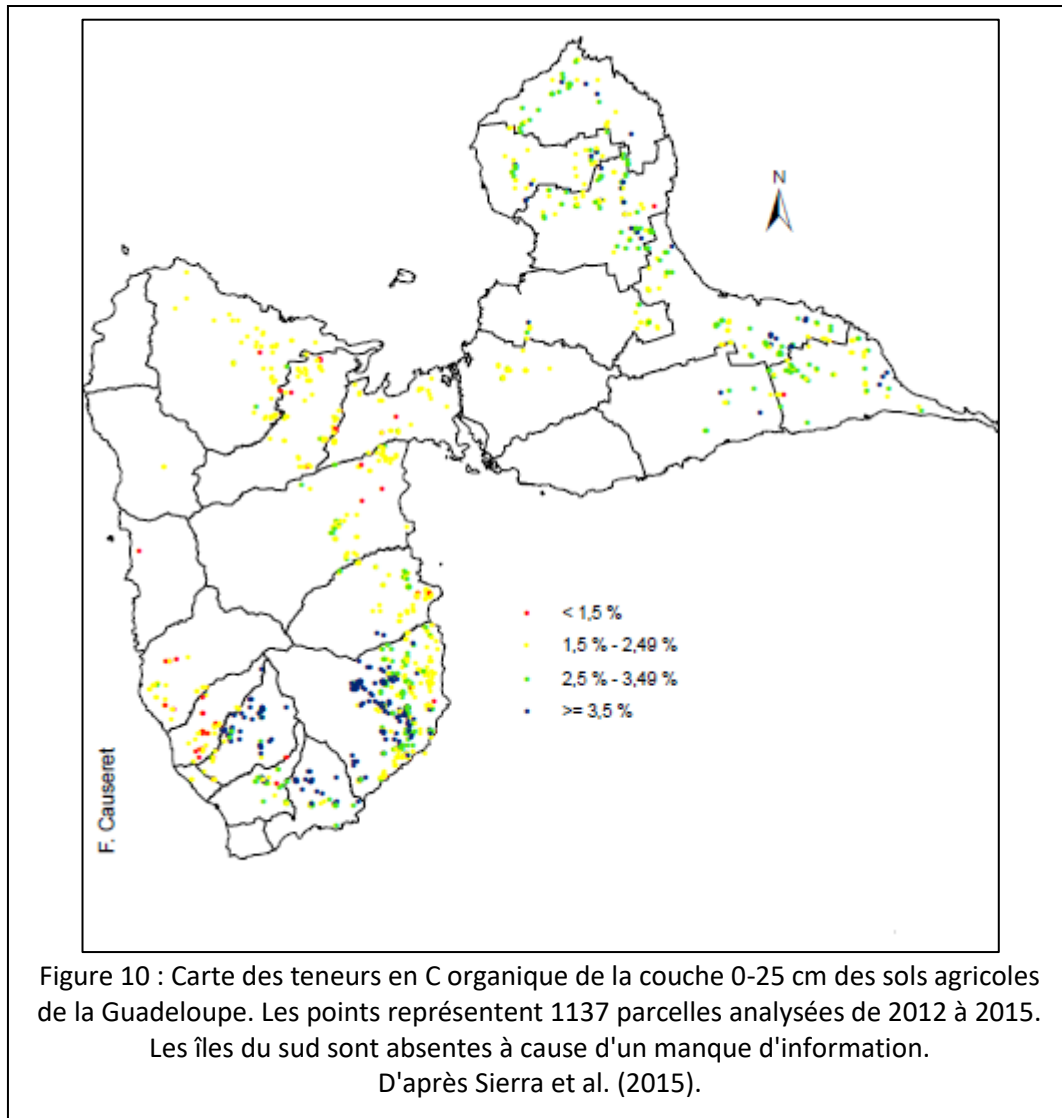 N
< 1,5 %
1,5 % - 2,49 %
2,5 % - 3,49 %
>= 3,5 %
F. Causeret
Figure 10 : Carte des teneurs en C organique de la couche 0-25 cm des sols agricoles
de la Guadeloupe. Les points représentent 1137 parcelles analysées de 2012 à 2015.
Les îles du sud sont absentes à cause d'un manque d'information.
D'après Sierra et al. (2015).